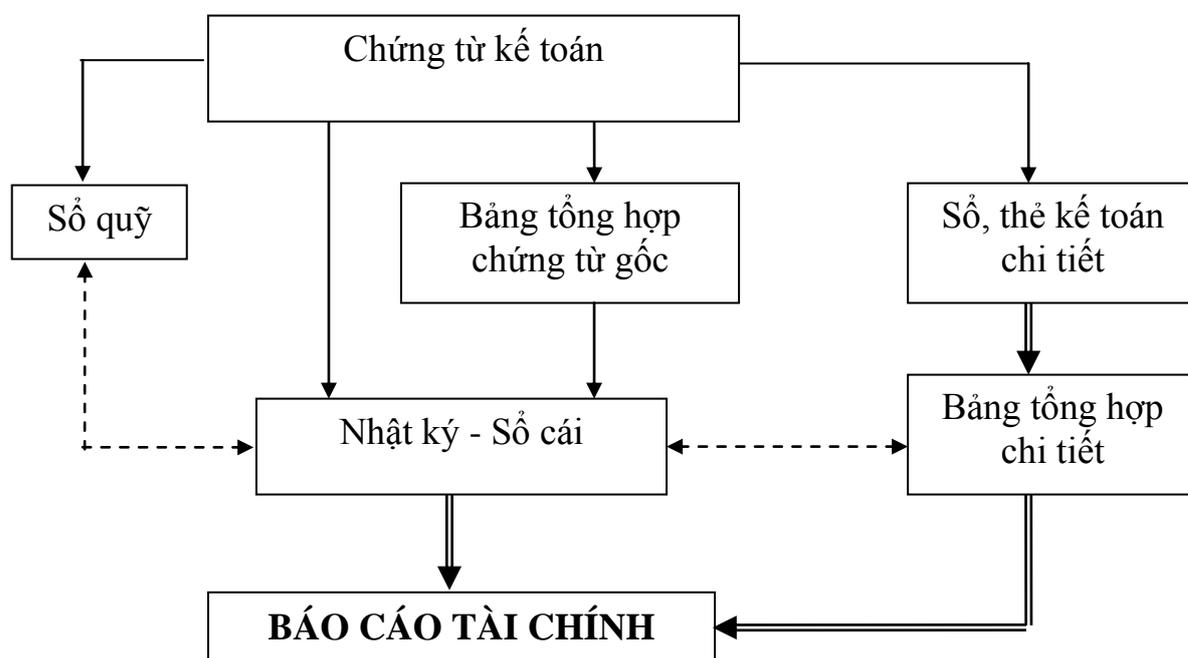 Chứng từ kế toán
Sổ quỹ
Bảng tổng hợp
chứng từ gốc
Sổ, thẻ kế toán
chi tiết
Nhật ký - Sổ cái
Bảng tổng hợp
chi tiết
BÁO CÁO TÀI CHÍNH